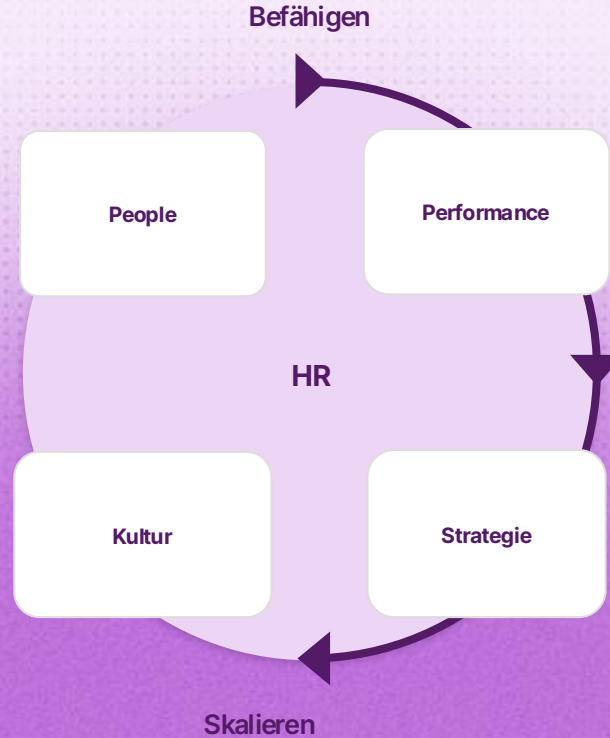 Befähigen
People
Performance
HR
Kultur
Strategie
Skalieren